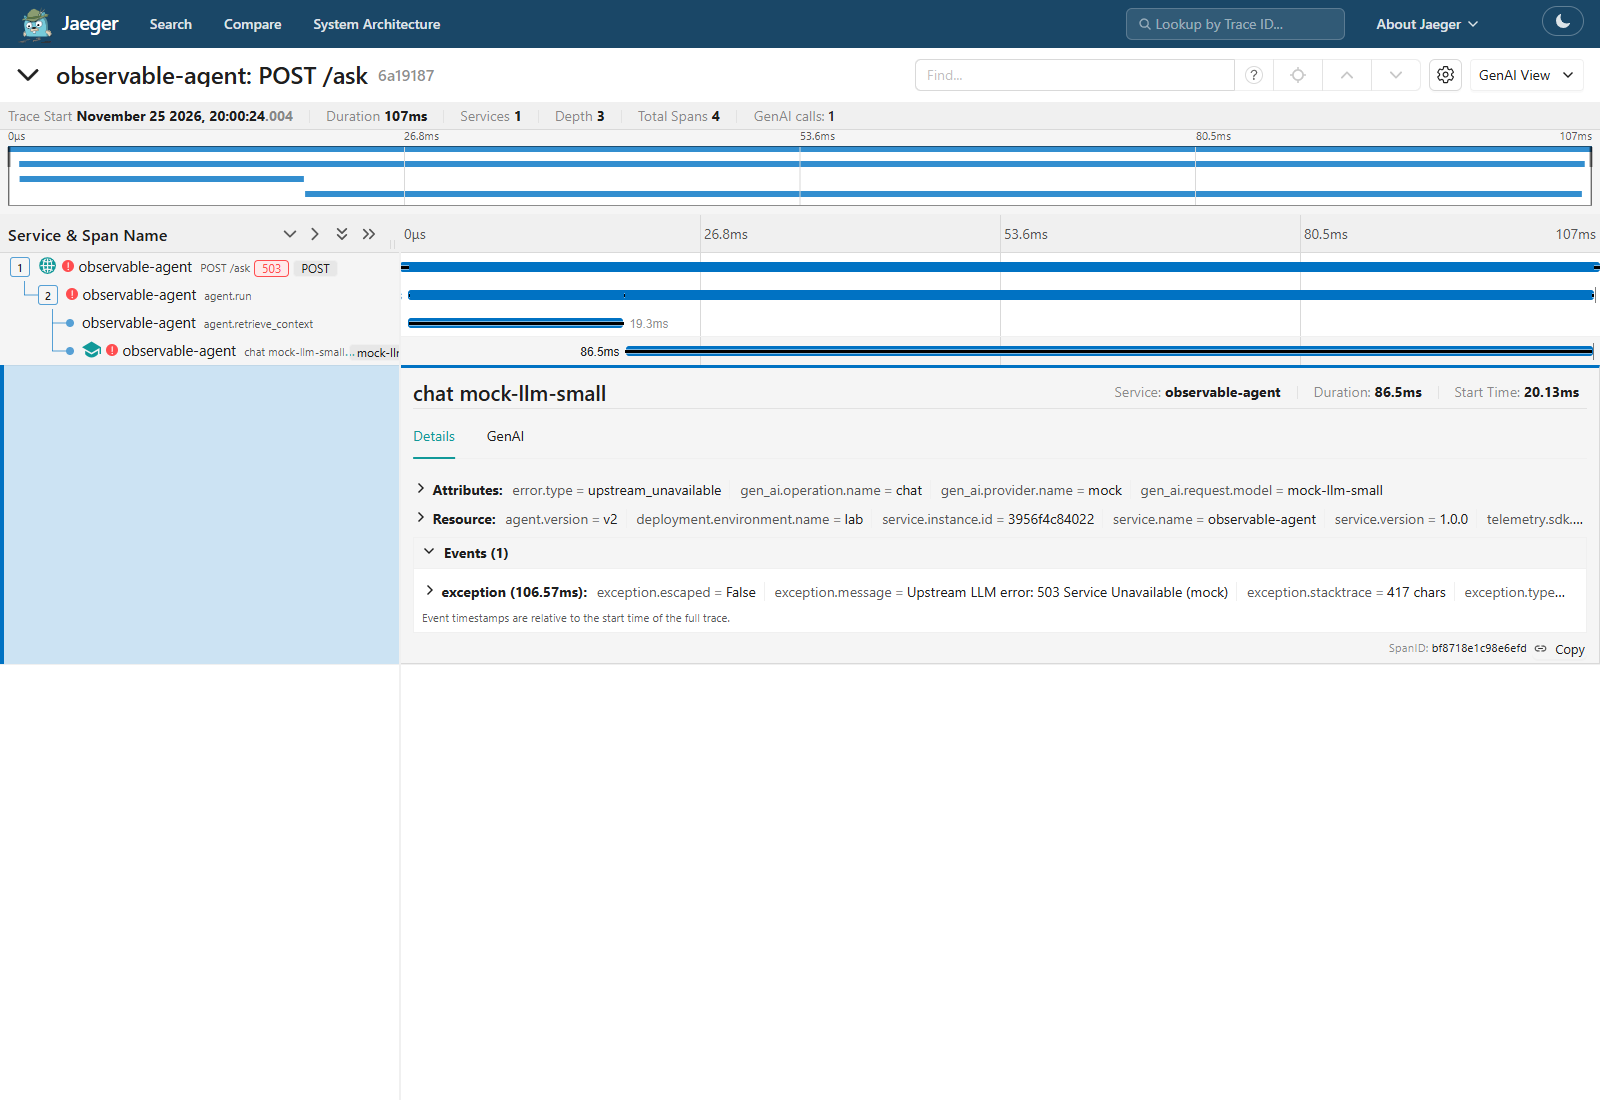 Jaeger Search Compare System Architecture Lookup by Trace ID... About Jaeger
observable-agent: POST /ask 6a19187 Find... ? GenAI View
Trace Start November 25 2026, 20:00:24.004 Duration 107ms Services 1 Depth 3 Total Spans 4 GenAI calls: 1
0μs 26.8ms 53.6ms 80.5ms 107ms
Service & Span Name 0μs 26.8ms 53.6ms 80.5ms 107ms
1 observable-agent POST /ask 503 POST
2 observable-agent agent.run
observable-agent agent.retrieve_context 19.3ms
observable-agent chat mock-llm-small... mock-llm 86.5ms
chat mock-llm-small Service: observable-agent Duration: 86.5ms Start Time: 20.13ms
Details GenAI
Attributes: error.type = upstream_unavailable gen_ai.operation.name = chat gen_ai.provider.name = mock gen_ai.request.model = mock-llm-small
Resource: agent.version = v2 deployment.environment.name = lab service.instance.id = 3956f4c84022 service.name = observable-agent service.version = 1.0.0 telemetry.sdk....
Events (1)
exception (106.57ms): exception.escaped = False exception.message = Upstream LLM error: 503 Service Unavailable (mock) exception.stacktrace = 417 chars exception.type...
Event timestamps are relative to the start time of the full trace.
SpanID: bf8718e1c98e6efd Copy